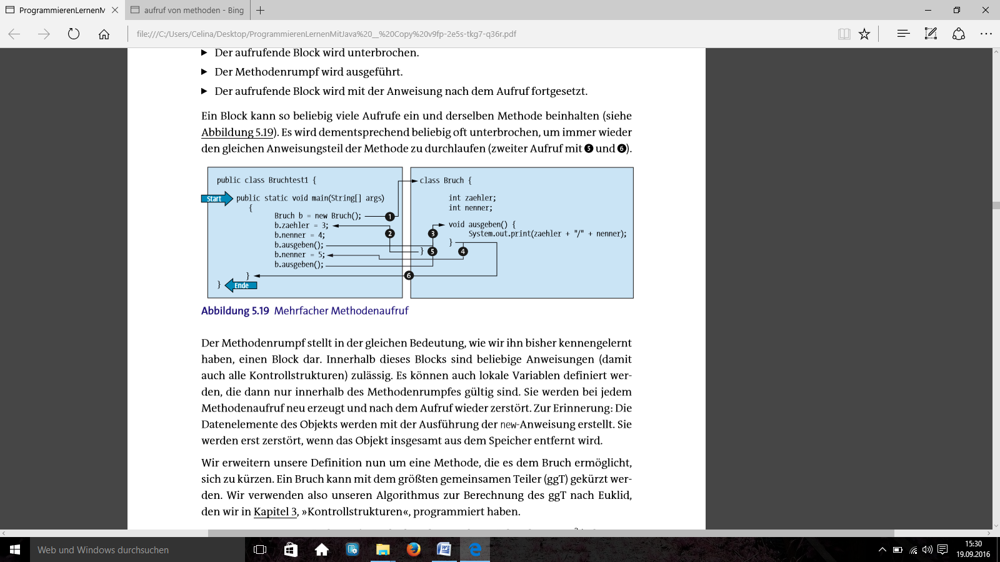 ProgrammierenLernenM
aufruf von methoden - Bing
file:///C:/Users/Celina/Desktop/ProgrammierenLernenMitJava%20__%20Copy%20v9fp-2e5s-tkg7-q36r.pdf
► Der aufrufende Block wird unterbrochen.
► Der Methodenrumpf wird ausgeführt.
► Der aufrufende Block wird mit der Anweisung nach dem Aufruf fortgesetzt.
Ein Block kann so beliebig viele Aufrufe ein und derselben Methode beinhalten (siehe
Abbildung 5.19). Es wird dementsprechend beliebig oft unterbrochen, um immer wieder
den gleichen Anweisungsteil der Methode zu durchlaufen (zweiter Aufruf mit ❺ und ❻).
public class Bruchtest1 {
Start
public static void main(String[] args)
{
Bruch b = new Bruch();
b.zaehler = 3;
b.nenner = 4;
b.ausgeben();
b.nenner = 5;
b.ausgeben();
}
} Ende
❶
❷
❸
❺
❹
❻
class Bruch {
int zaehler;
int nenner;
void ausgeben() {
System.out.print(zaehler + "/" + nenner);
}
}
Abbildung 5.19 Mehrfacher Methodenaufruf
Der Methodenrumpf stellt in der gleichen Bedeutung, wie wir ihn bisher kennengelernt
haben, einen Block dar. Innerhalb dieses Blocks sind beliebige Anweisungen (damit
auch alle Kontrollstrukturen) zulässig. Es können auch lokale Variablen definiert wer-
den, die dann nur innerhalb des Methodenrumpfes gültig sind. Sie werden bei jedem
Methodenaufruf neu erzeugt und nach dem Aufruf wieder zerstört. Zur Erinnerung: Die
Datenelemente des Objekts werden mit der Ausführung der new-Anweisung erstellt. Sie
werden erst zerstört, wenn das Objekt insgesamt aus dem Speicher entfernt wird.
Wir erweitern unsere Definition nun um eine Methode, die es dem Bruch ermöglicht,
sich zu kürzen. Ein Bruch kann mit dem größten gemeinsamen Teiler (ggT) gekürzt wer-
den. Wir verwenden also unseren Algorithmus zur Berechnung des ggT nach Euklid,
den wir in Kapitel 3, »Kontrollstrukturen«, programmiert haben.
Web und Windows durchsuchen
15:30
19.09.2016